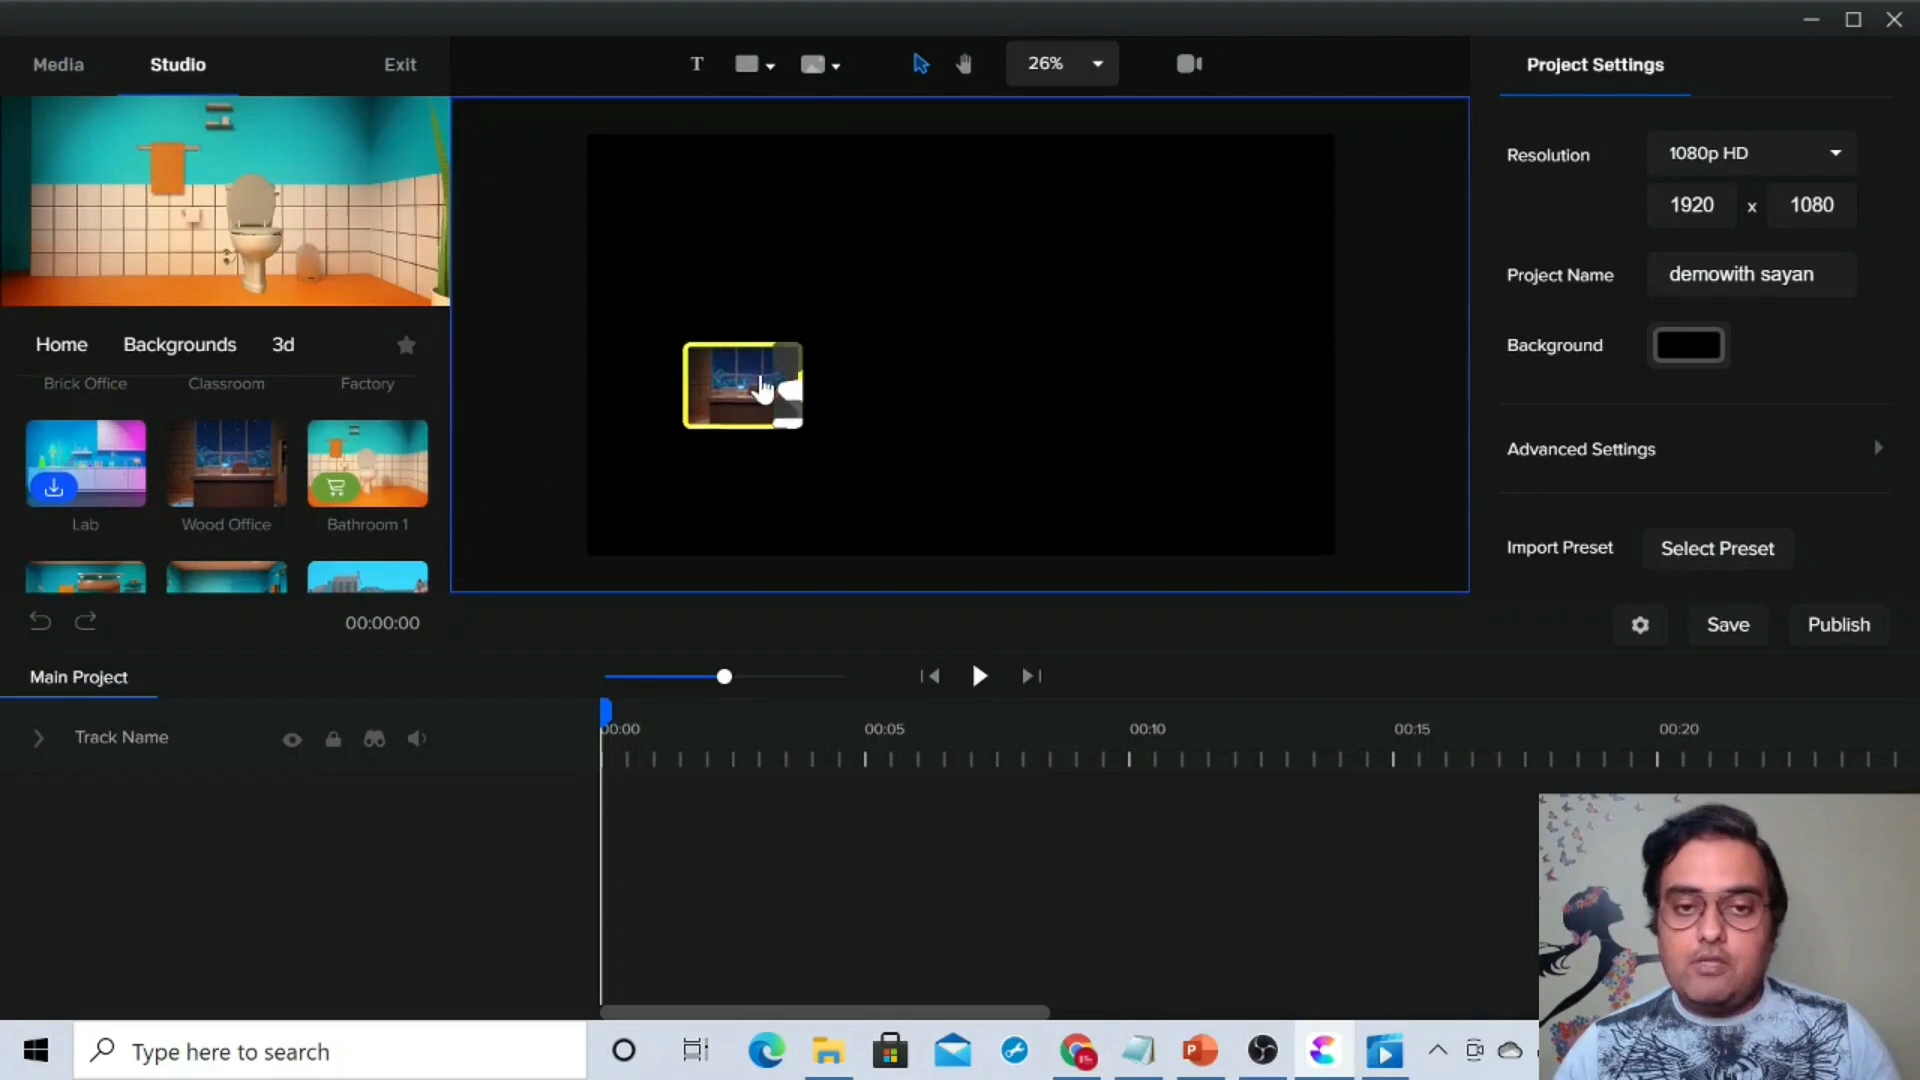 Media
Studio
Exit
T
26%
Project Settings
Resolution
1080p HD
1920 x 1080
Project Name
demowith sayan
Background
Advanced Settings
Import Preset
Select Preset
Home
Backgrounds
3d
Brick Office
Classroom
Factory
Lab
Wood Office
Bathroom 1
00:00:00
Save
Publish
Main Project
Track Name
00:00
00:05
00:10
00:15
00:20
Type here to search